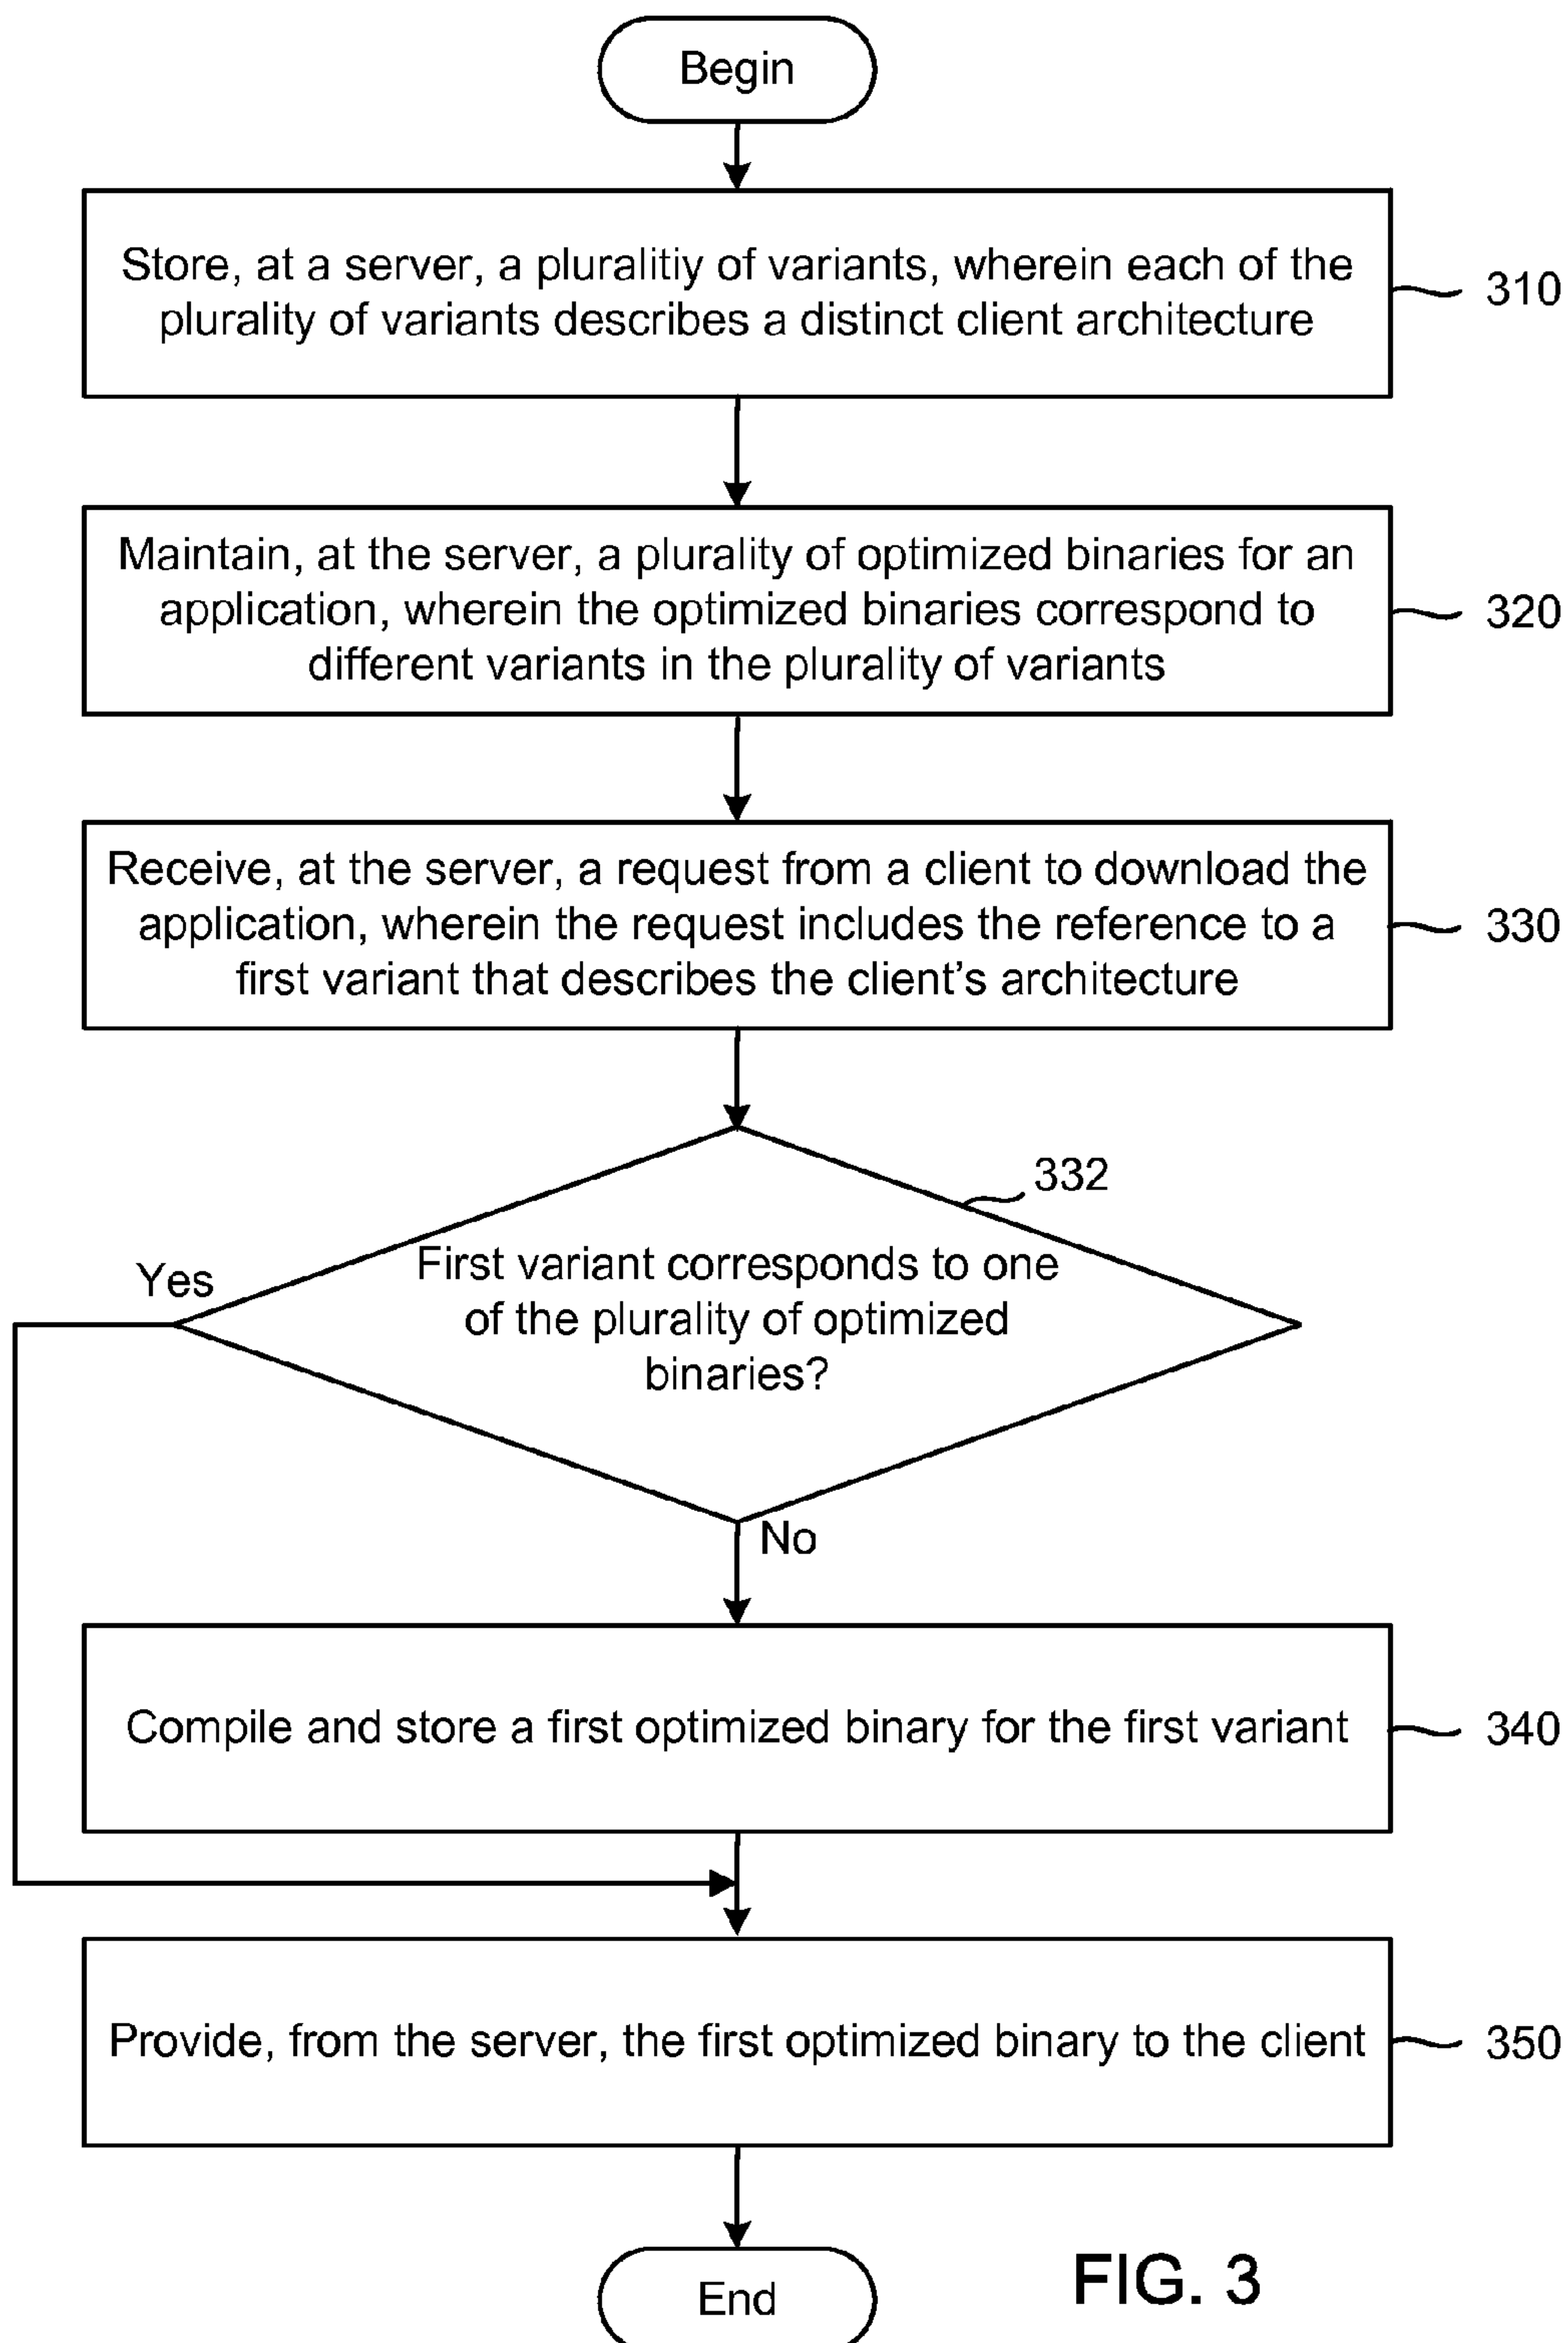 Begin
Store, at a server, a pluralitiy of variants, wherein each of the
plurality of variants describes a distinct client architecture
310
Maintain, at the server, a plurality of optimized binaries for an
application, wherein the optimized binaries correspond to
different variants in the plurality of variants
320
Receive, at the server, a request from a client to download the
application, wherein the request includes the reference to a
first variant that describes the client's architecture
330
332
Yes
First variant corresponds to one
of the plurality of optimized
binaries?
No
Compile and store a first optimized binary for the first variant
340
Provide, from the server, the first optimized binary to the client
350
End
FIG. 3